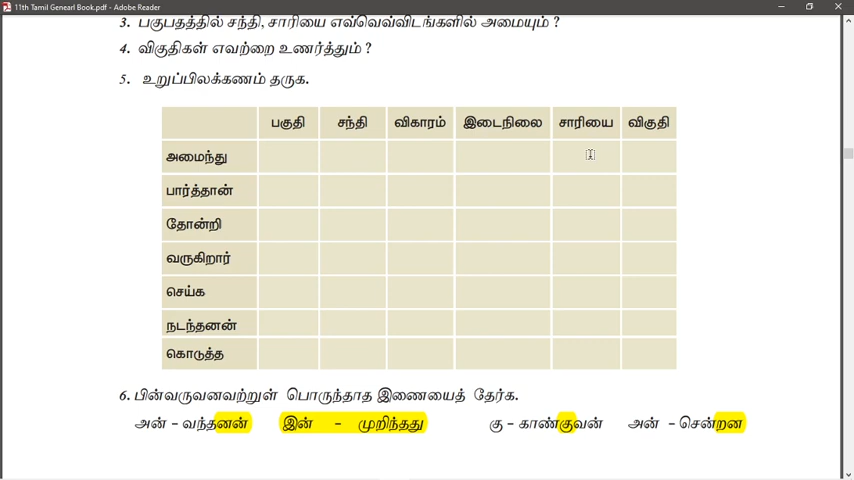 11th Tamil Genearl Book.pdf - Adobe Reader
3. பகுபதத்தில் சந்தி, சாரியை எவ்வெவ்விடங்களில் அமையும் ?
4. விகுதிகள் எவற்றை உணர்த்தும் ?
5. உறுப்பிலக்கணம் தருக.
பகுதி சந்தி விகாரம் இடைநிலை சாரியை விகுதி
அமைந்து
பார்த்தான்
தோன்றி
வருகிறார்
செய்க
நடந்தனன்
கொடுத்த
6. பின்வருவனவற்றுள் பொருந்தாத இணையைத் தேர்க.
அன் - வந்தனன் இன் - முறிந்தது கு - காண்குவன் அன் - சென்றன